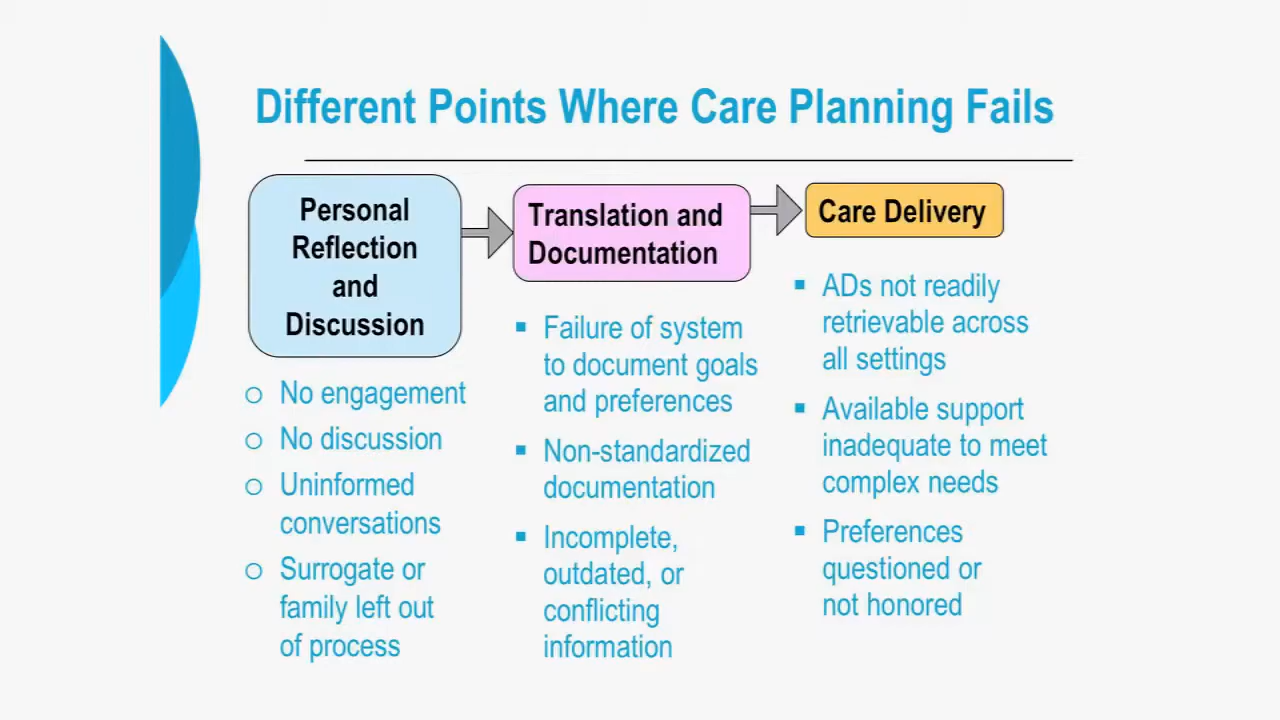 Different Points Where Care Planning Fails
Personal
Reflection
and
Discussion
No engagement
No discussion
Uninformed
conversations
Surrogate or
family left out
of process
Translation and
Documentation
Failure of system
to document goals
and preferences
Non-standardized
documentation
Incomplete,
outdated, or
conflicting
information
Care Delivery
ADs not readily
retrievable across
all settings
Available support
inadequate to meet
complex needs
Preferences
questioned or
not honored